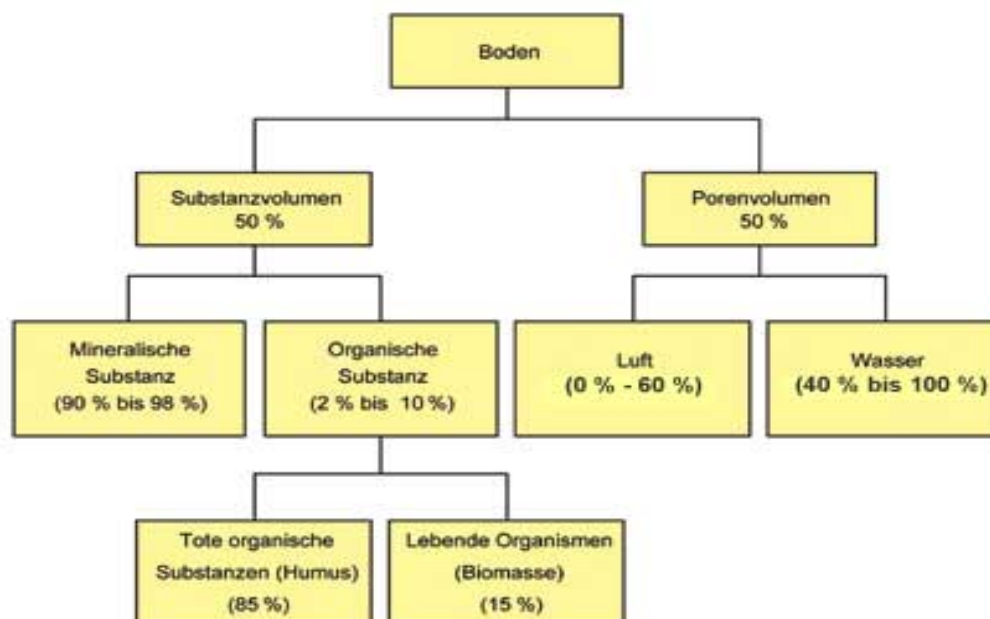 Boden
Substanzvolumen
50 %
Porenvolumen
50 %
Mineralische
Substanz
(90 % bis 98 %)
Organische
Substanz
(2 % bis 10 %)
Luft
(0 % - 60 %)
Wasser
(40 % bis 100 %)
Tote organische
Substanzen (Humus)
(85 %)
Lebende Organismen
(Biomasse)
(15 %)